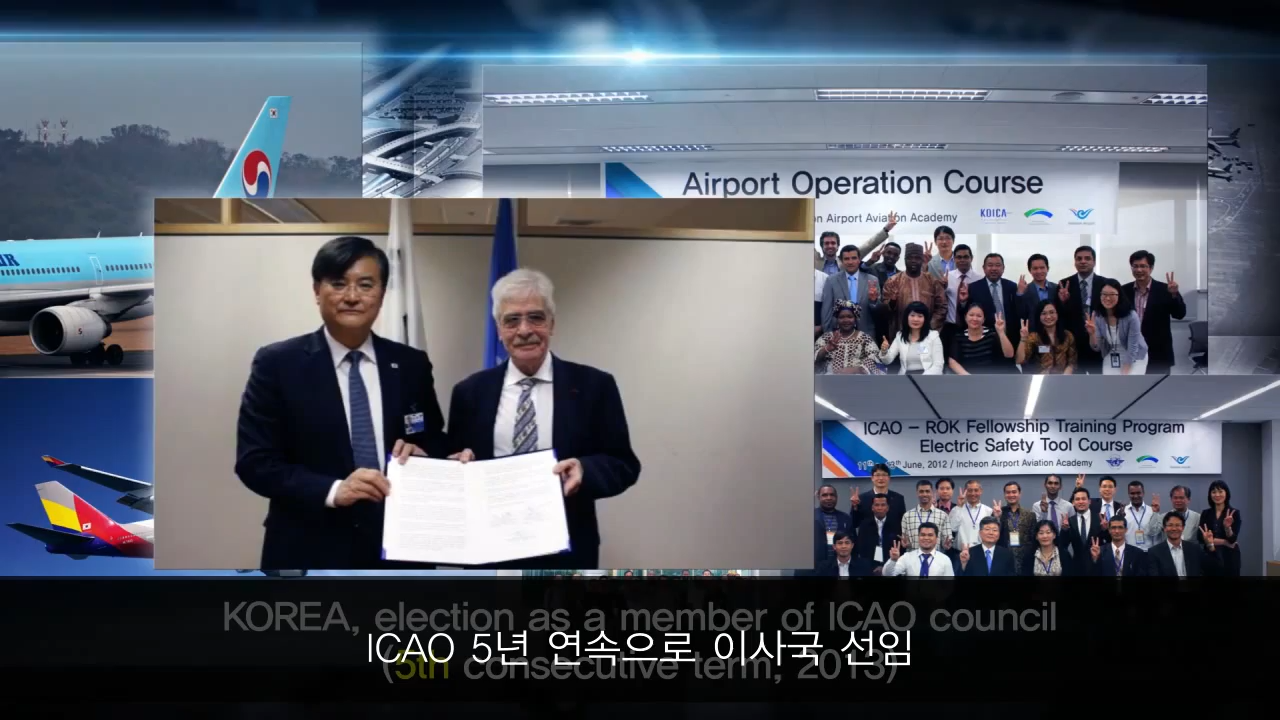 Airport Operation Course
on Airport Aviation Academy
KOICA
ICAO - ROK Fellowship Training Program
Electric Safety Tool Course
June, 2012 / Incheon Airport Aviation Academy
KOREA, election as a member of ICAO council
ICAO 5년 연속으로 이사국 선임
(5th consecutive term, 2013)